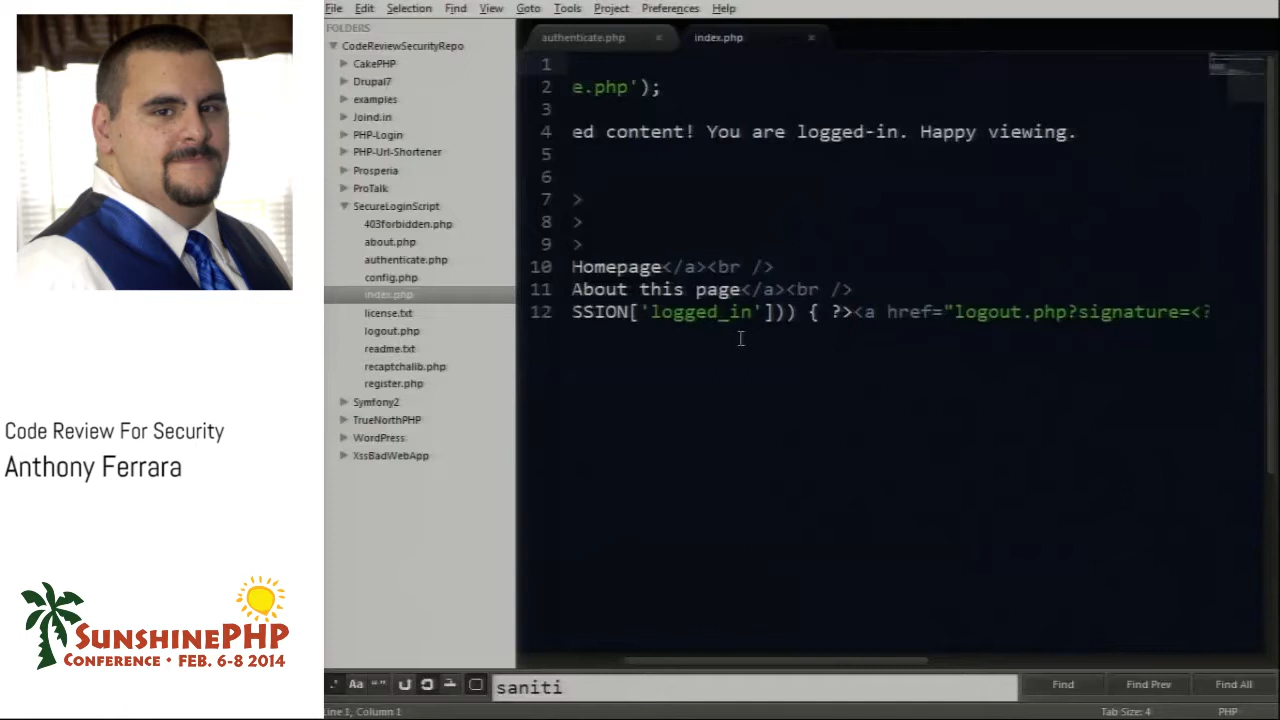 File Edit Selection Find View Goto Tools Project Preferences Help
FOLDERS
CodeReviewSecurityRepo
CakePHP
Drupal7
examples
Joind.in
PHP-Login
PHP-Url-Shortener
Prosperia
ProTalk
SecureLoginScript
403forbidden.php
about.php
authenticate.php
config.php
index.php
license.txt
logout.php
readme.txt
recaptchalib.php
register.php
Symfony2
TrueNorthPHP
WordPress
XssBadWebApp
authenticate.php × index.php ×
1
2 e.php');
3
4 ed content! You are logged-in. Happy viewing.
5
6
7 >
8 >
9 >
10 Homepage</a><br />
11 About this page</a><br />
12 SSION['logged_in'])) { ?><a href="logout.php?signature=<?
.* Aa “” saniti Find Find Prev Find All
Line 1, Column 1 Tab Size: 4 PHP
Code Review For Security
Anthony Ferrara
SUNSHINEPHP
CONFERENCE • FEB. 6-8 2014